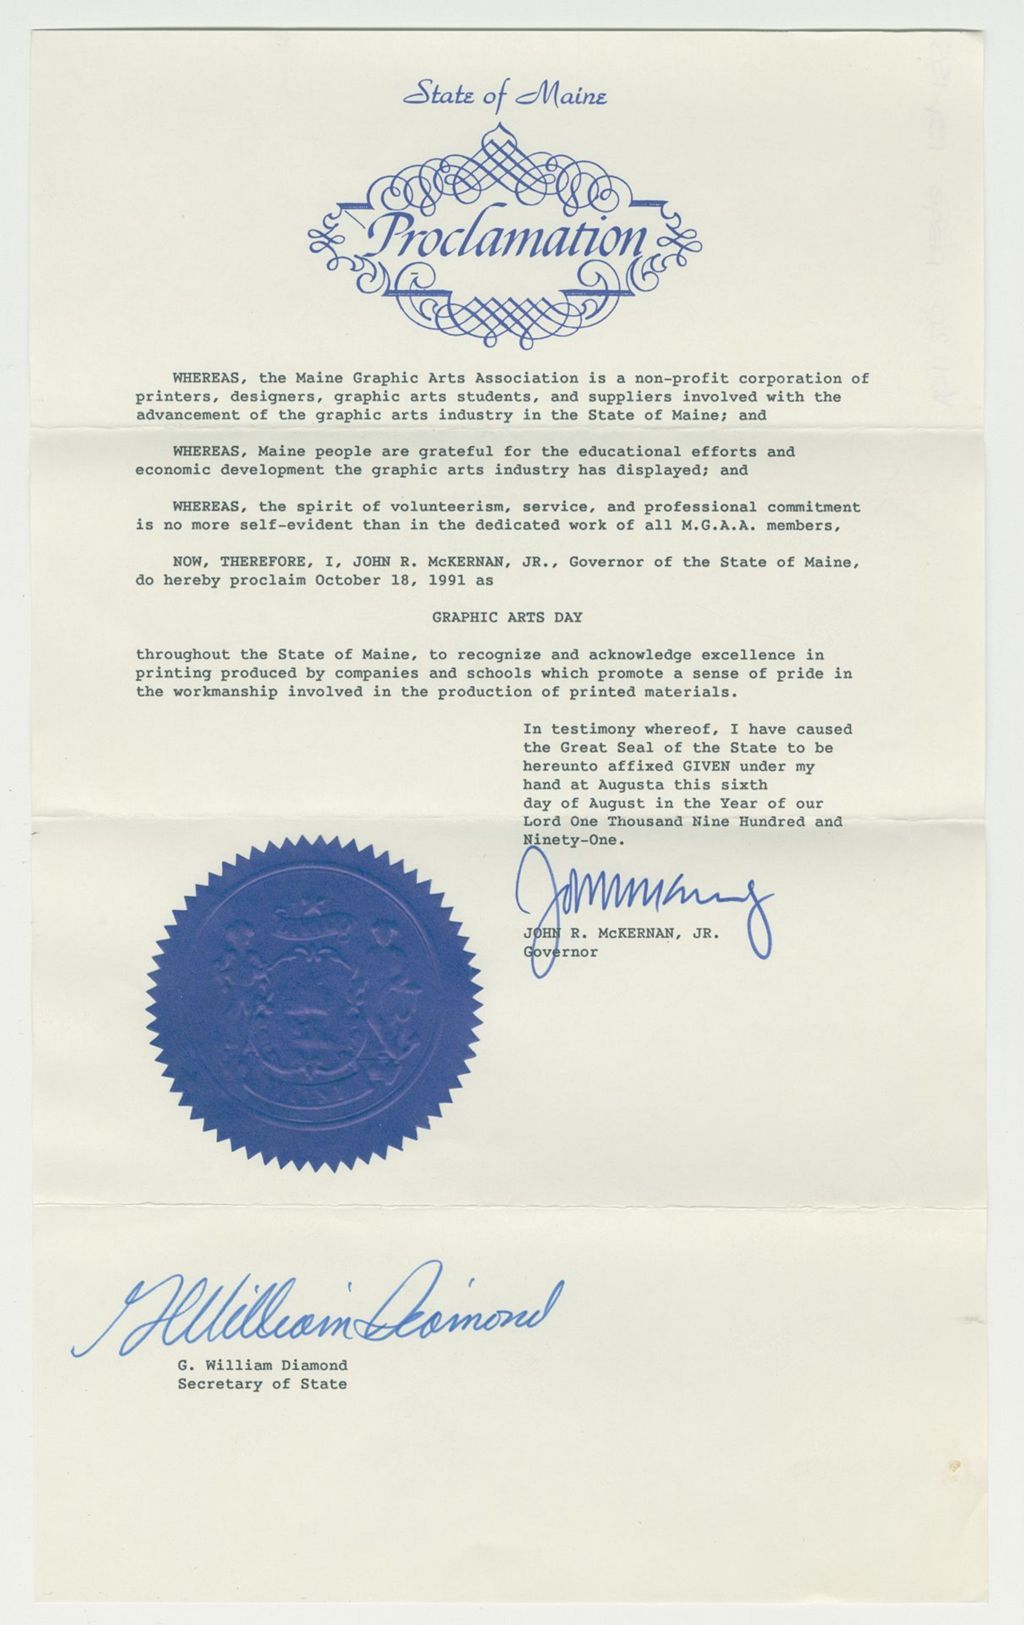 State of Maine
Proclamation
WHEREAS, the Maine Graphic Arts Association is a non-profit corporation of
printers, designers, graphic arts students, and suppliers involved with the
advancement of the graphic arts industry in the State of Maine; and
WHEREAS, Maine people are grateful for the educational efforts and
economic development the graphic arts industry has displayed; and
WHEREAS, the spirit of volunteerism, service, and professional commitment
is no more self-evident than in the dedicated work of all M.G.A.A. members,
NOW, THEREFORE, I, JOHN R. McKERNAN, JR., Governor of the State of Maine,
do hereby proclaim October 18, 1991 as
GRAPHIC ARTS DAY
throughout the State of Maine, to recognize and acknowledge excellence in
printing produced by companies and schools which promote a sense of pride in
the workmanship involved in the production of printed materials.
In testimony whereof, I have caused
the Great Seal of the State to be
hereunto affixed GIVEN under my
hand at Augusta this sixth
day of August in the Year of our
Lord One Thousand Nine Hundred and
Ninety-One.
JOHN R. McKERNAN, JR.
Governor
G William Diamond
G. William Diamond
Secretary of State